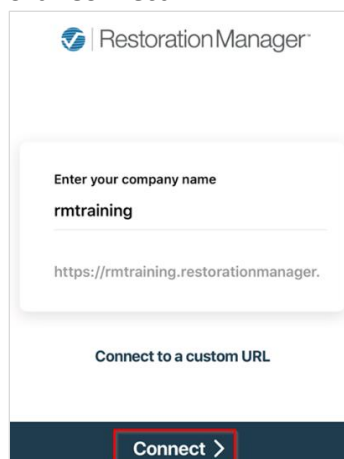 RestorationManager
Enter your company name
rmtraining
https://rmtraining.restorationmanager.
Connect to a custom URL
Connect >